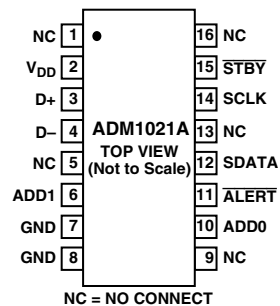 NC 1 16 NC
VDD 2 15 STBY
D+ 3 14 SCLK
D– 4 ADM1021A 13 NC
TOP VIEW
NC 5 (Not to Scale) 12 SDATA
ADD1 6 11 ALERT
GND 7 10 ADD0
GND 8 9 NC
NC = NO CONNECT